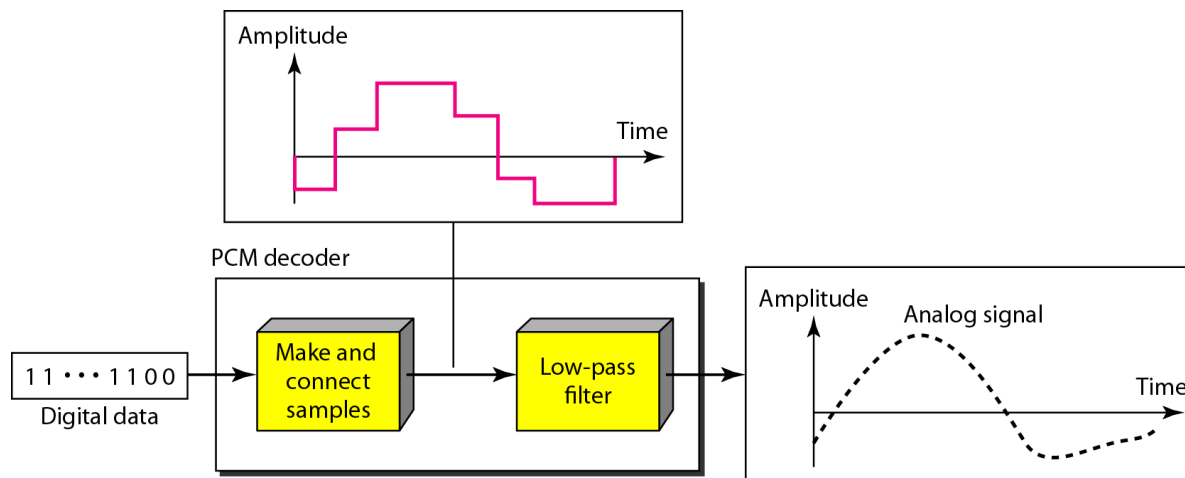 Amplitude
Time
PCM decoder
Make and
connect
samples
Low-pass
filter
11 • • • 1100
Digital data
Amplitude
Analog signal
Time